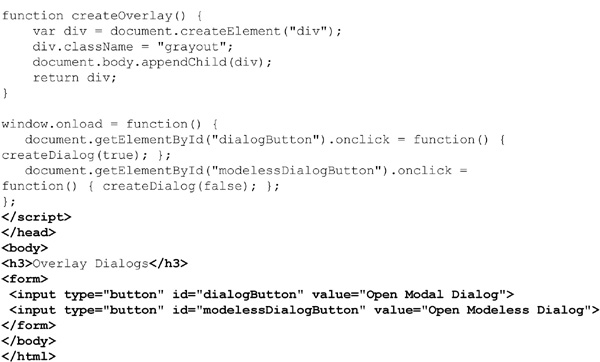 function createOverlay() {
    var div = document.createElement("div");
    div.className = "grayout";
    document.body.appendChild(div);
    return div;
}

window.onload = function() {
   document.getElementById("dialogButton").onclick = function() {
createDialog(true); };
   document.getElementById("modelessDialogButton").onclick =
function() { createDialog(false); };
};
</script>
</head>
<body>
<h3>Overlay Dialogs</h3>
<form>
 <input type="button" id="dialogButton" value="Open Modal Dialog">
 <input type="button" id="modelessDialogButton" value="Open Modeless Dialog">
</form>
</body>
</html>